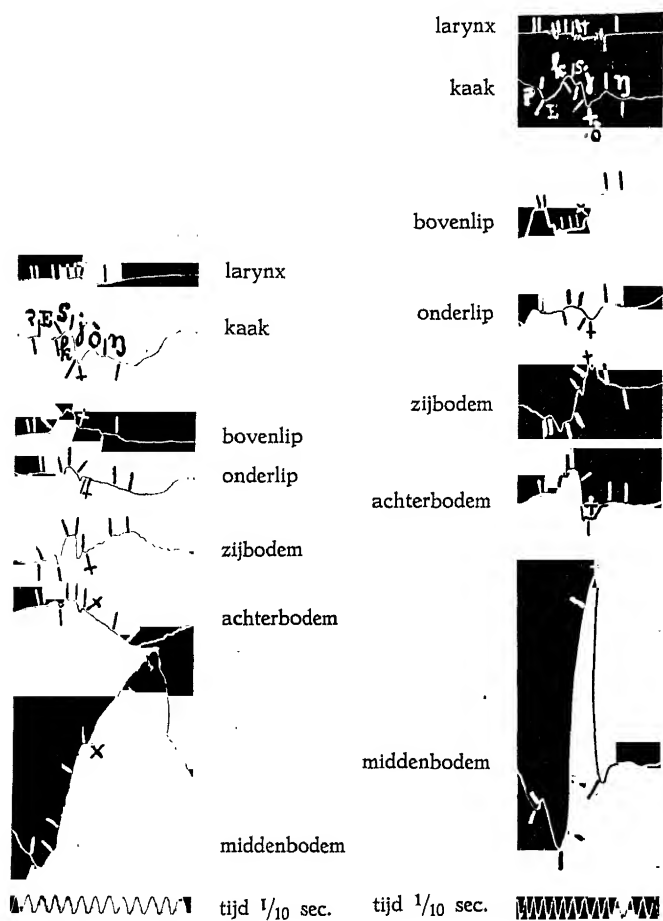 larynx
kaak
bovenlip
onderlip
zijbodem
achterbodem
middenbodem
tijd 1/10 sec.
larynx
kaak
bovenlip
onderlip
zijbodem
achterbodem
middenbodem
tijd 1/10 sec.